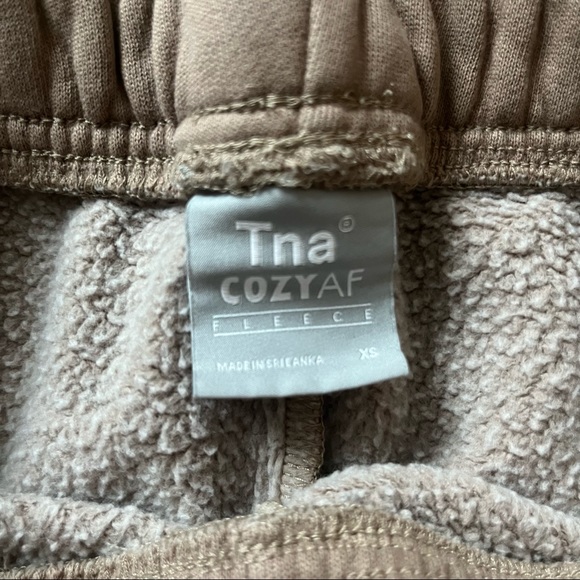 Tna®
COZYAF
FLEECE
MADE IN SRI LANKA XS